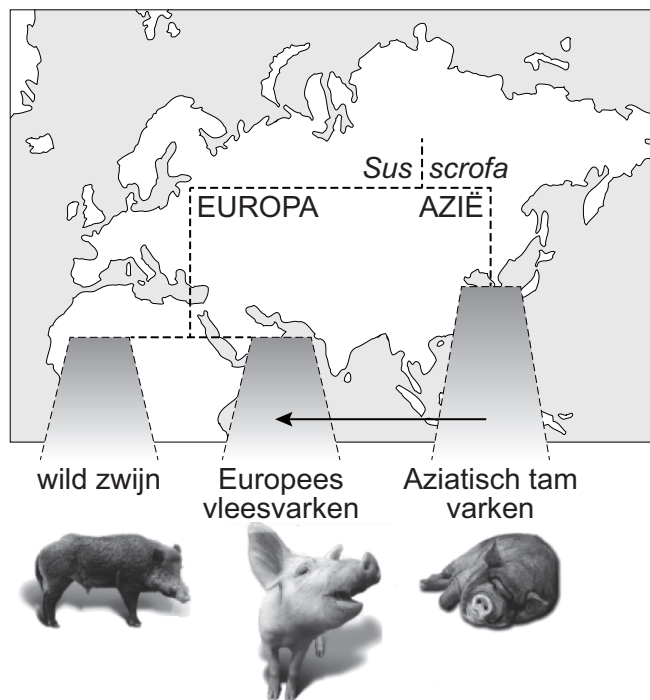 Sus scrofa
EUROPA AZIË
wild zwijn
Europees
vleesvarken
Aziatisch tam
varken